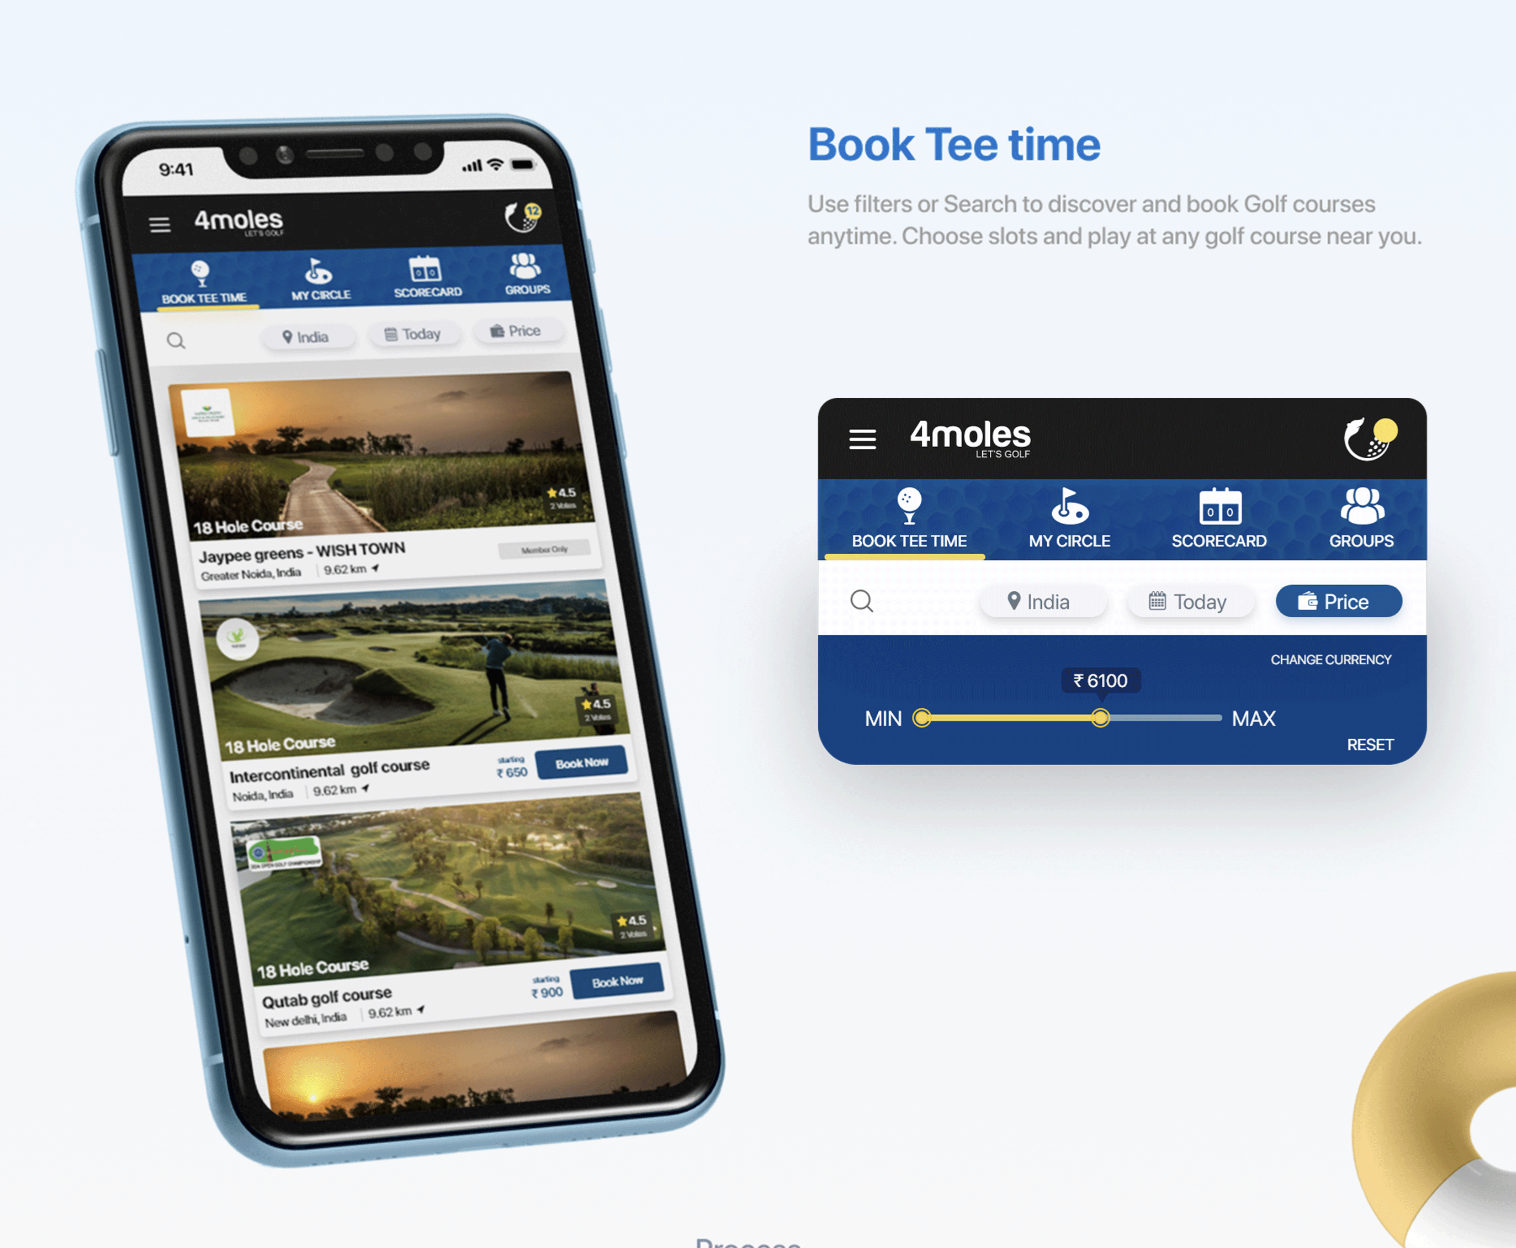 9:41
4moles
LET'S GOLF
12
BOOK TEE TIME
MY CIRCLE
SCORECARD
GROUPS
India
Today
Price
18 Hole Course
4.5
2 Votes
Jaypee greens - WISH TOWN
Member Only
Greater Noida, India
9.62 km
18 Hole Course
4.5
2 Votes
Intercontinental golf course
starting
₹ 650
Book Now
Noida, India
9.62 km
18 Hole Course
4.5
2 Votes
Qutab golf course
starting
₹ 900
Book Now
New delhi, India
9.62 km
Book Tee time
Use filters or Search to discover and book Golf courses
anytime. Choose slots and play at any golf course near you.
4moles
LET'S GOLF
BOOK TEE TIME
MY CIRCLE
0 0
SCORECARD
GROUPS
India
Today
Price
CHANGE CURRENCY
₹ 6100
MIN
MAX
RESET
Process